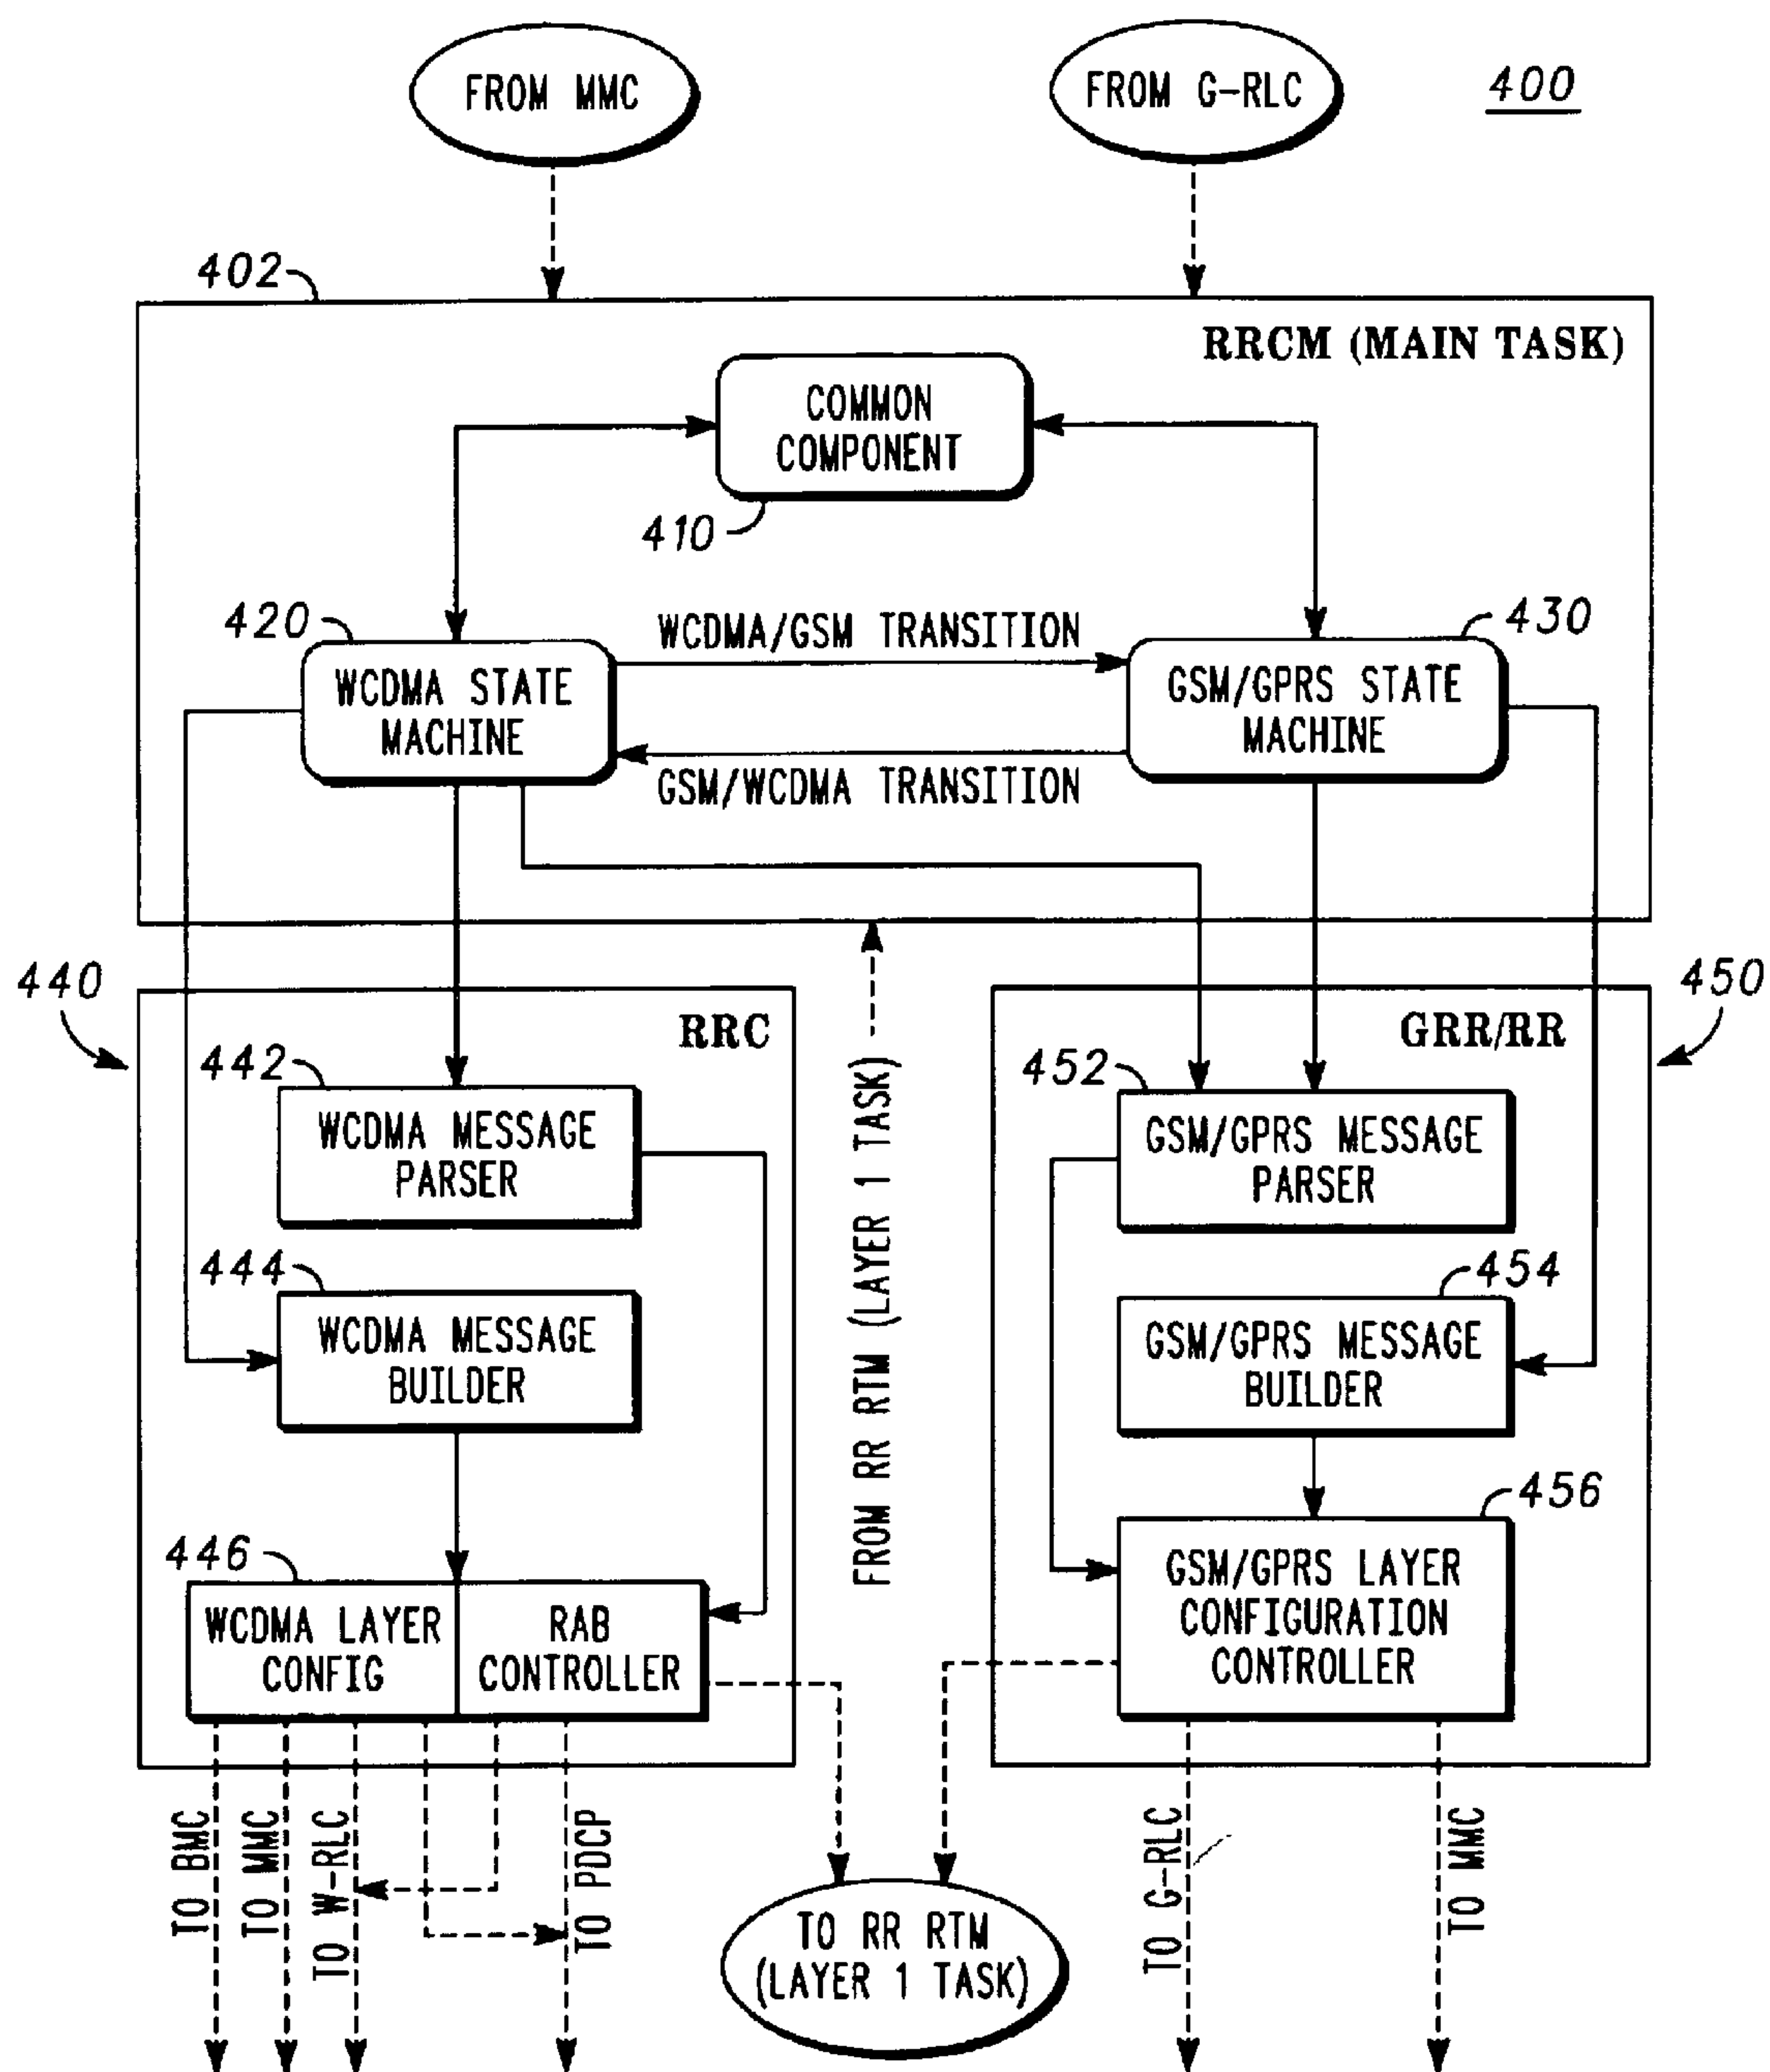 FROM MMC
FROM G-RLC
400
402
RRCM (MAIN TASK)
COMMON
COMPONENT
410
420
WCDMA/GSM TRANSITION
430
WCDMA STATE
MACHINE
GSM/GPRS STATE
MACHINE
GSM/WCDMA TRANSITION
440
RRC
450
GRR/RR
442
WCDMA MESSAGE
PARSER
452
GSM/GPRS MESSAGE
PARSER
FROM RR RTM (LAYER 1 TASK)
444
WCDMA MESSAGE
BUILDER
454
GSM/GPRS MESSAGE
BUILDER
446
WCDMA LAYER
CONFIG
RAB
CONTROLLER
456
GSM/GPRS LAYER
CONFIGURATION
CONTROLLER
TO BMC
TO MMC
TO W-RLC
TO PDCP
TO RR RTM
(LAYER 1 TASK)
TO G-RLC
TO MMC